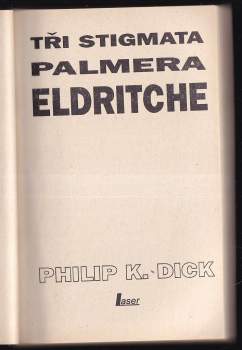 TŘI STIGMATA
PALMERA
ELDRITCHE
PHILIP K. DICK
Laser